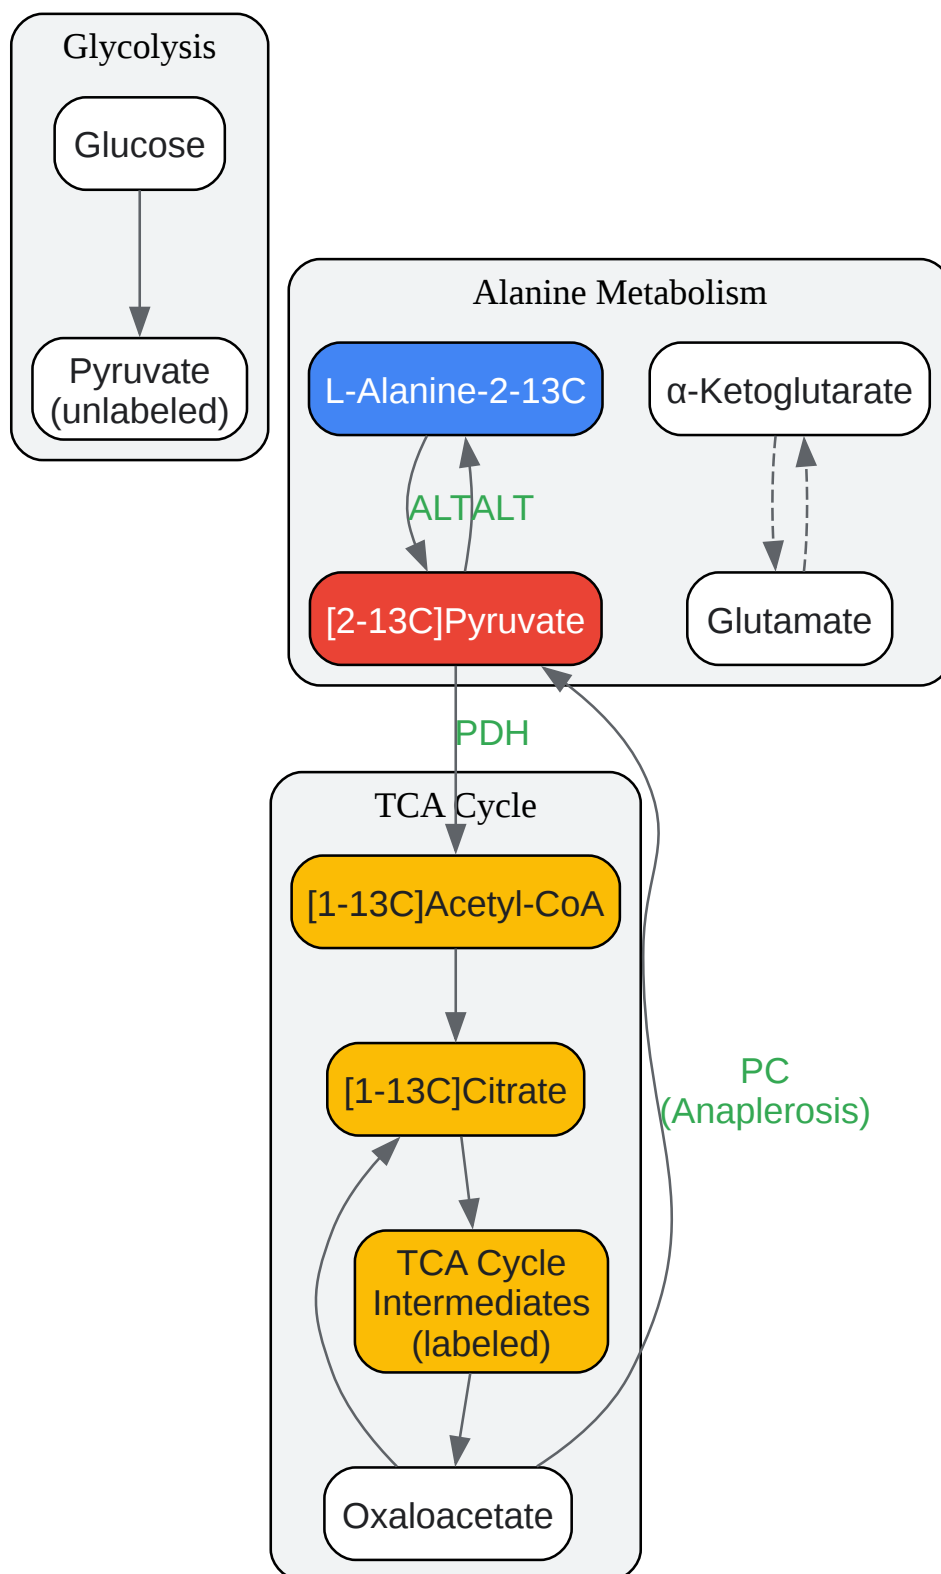 Glycolysis
Glucose
Pyruvate
(unlabeled)
Alanine Metabolism
L-Alanine-2-13C
α-Ketoglutarate
ALT
ALT
[2-13C]Pyruvate
Glutamate
PDH
TCA Cycle
[1-13C]Acetyl-CoA
[1-13C]Citrate
PC
(Anaplerosis)
TCA Cycle
Intermediates
(labeled)
Oxaloacetate